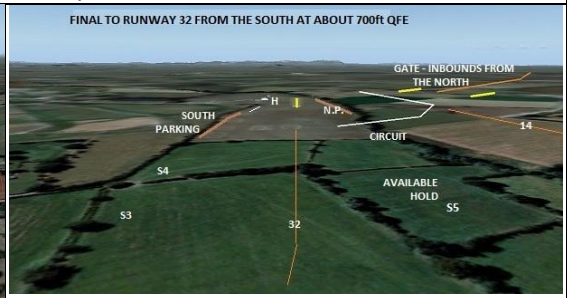 FINAL TO RUNWAY 32 FROM THE SOUTH AT ABOUT 700ft QFE
GATE - INBOUNDS FROM
THE NORTH
H
N.P.
SOUTH
PARKING
14
CIRCUIT
S4
AVAILABLE
HOLD
S5
S3
32